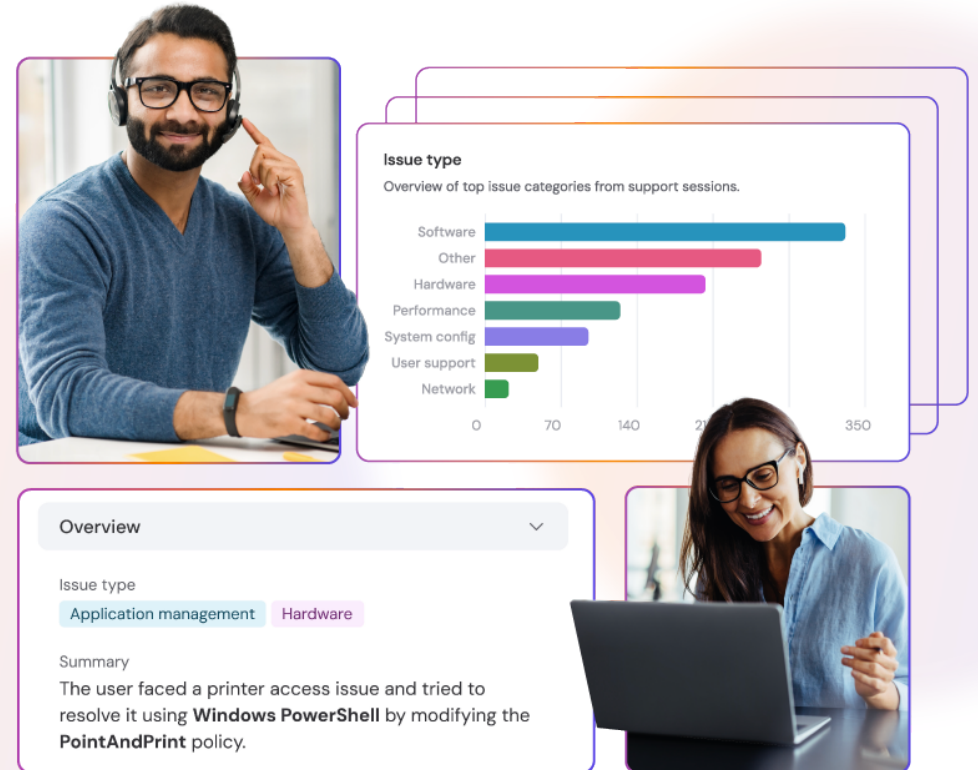 Issue type
Overview of top issue categories from support sessions.
Software
Other
Hardware
Performance
System config
User support
Network
0 70 140 350
Overview
Issue type
Application management Hardware
Summary
The user faced a printer access issue and tried to
resolve it using Windows PowerShell by modifying the
PointAndPrint policy.